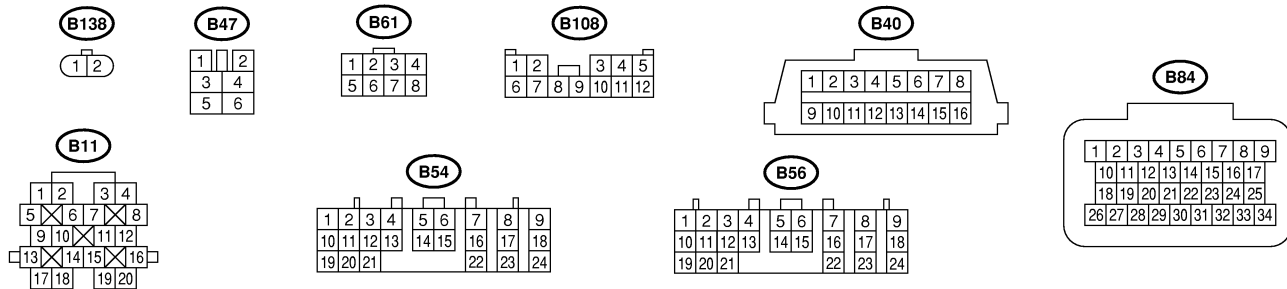 B138
1 2
B47
1 2
3 4
5 6
B61
1 2 3 4
5 6 7 8
B108
1 2 3 4 5
6 7 8 9 10 11 12
B40
1 2 3 4 5 6 7 8
9 10 11 12 13 14 15 16
B84
1 2 3 4 5 6 7 8 9
10 11 12 13 14 15 16 17
18 19 20 21 22 23 24 25
26 27 28 29 30 31 32 33 34
B11
1 2 3 4
5 6 7 8
9 10 11 12
13 14 15 16
17 18 19 20
B54
1 2 3 4 5 6 7 8 9
10 11 12 13 14 15 16 17 18
19 20 21 22 23 24
B56
1 2 3 4 5 6 7 8 9
10 11 12 13 14 15 16 17 18
19 20 21 22 23 24